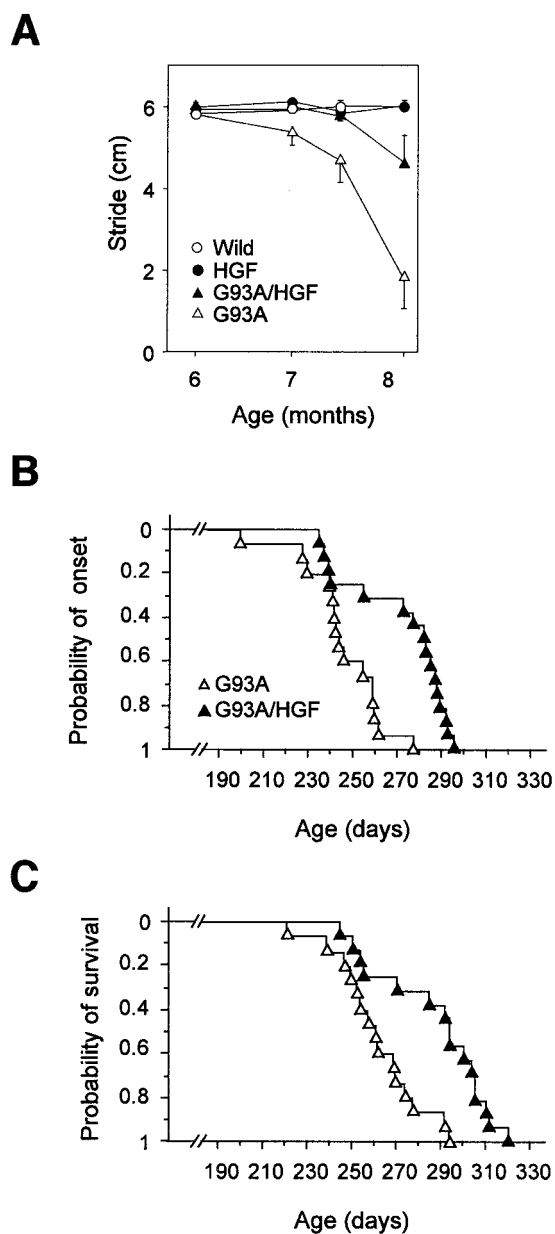 A
Stride (cm)
6
4
2
0
Wild
HGF
G93A/HGF
G93A
6 7 8
Age (months)
B
Probability of onset
0
0.2
0.4
0.6
0.8
1
G93A
G93A/HGF
190 210 230 250 270 290 310 330
Age (days)
C
Probability of survival
0
0.2
0.4
0.6
0.8
1
190 210 230 250 270 290 310 330
Age (days)